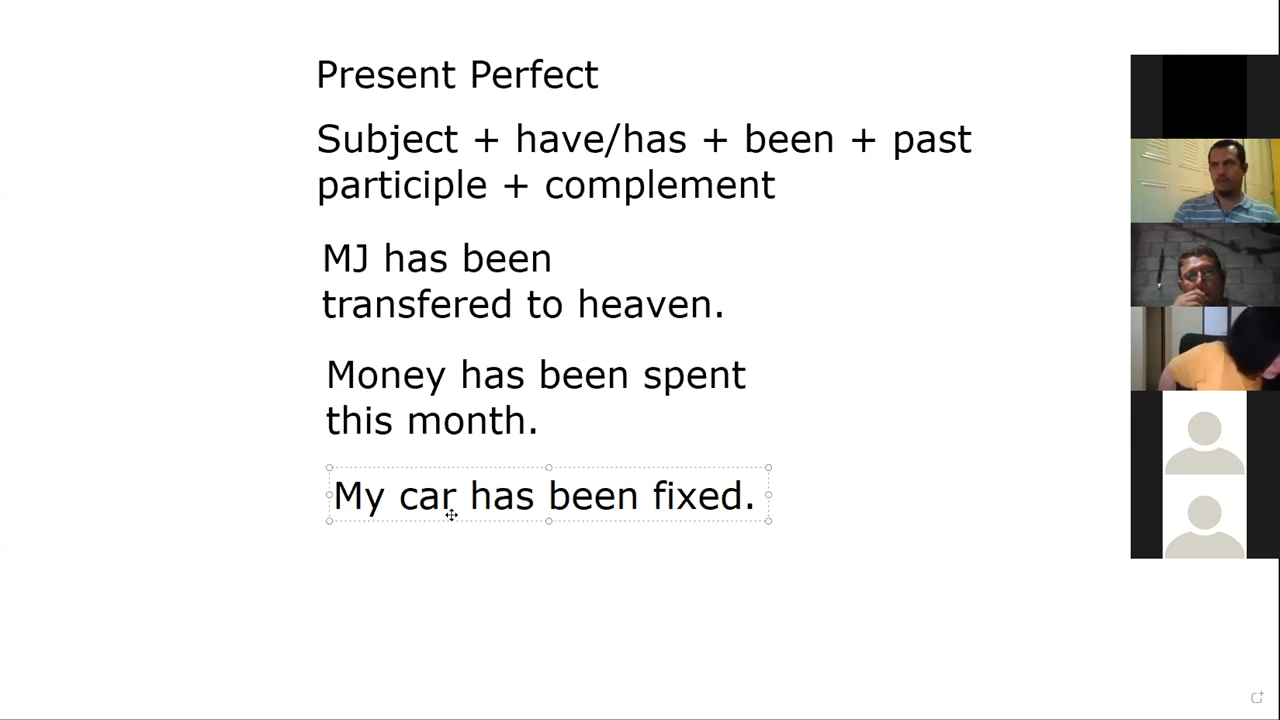 Present Perfect
Subject + have/has + been + past
participle + complement
MJ has been
transfered to heaven.
Money has been spent
this month.
My car has been fixed.